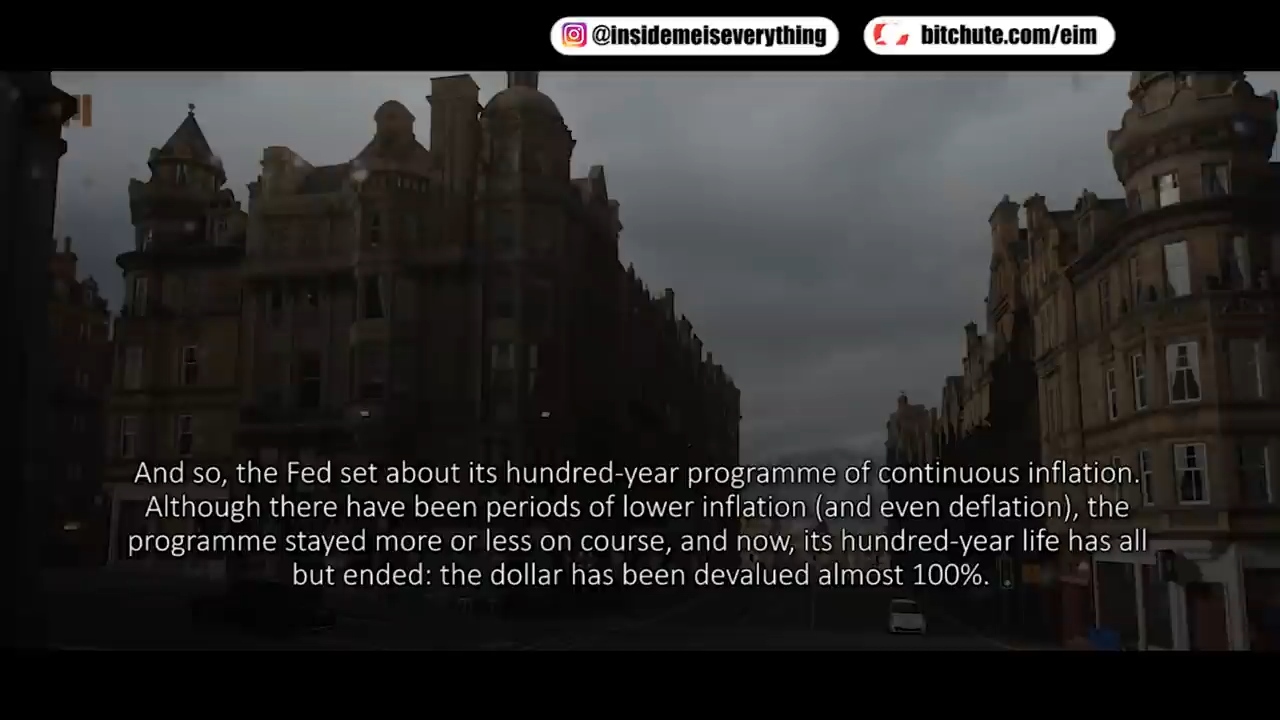 @insidemeiseverything
bitchute.com/eim
And so, the Fed set about its hundred-year programme of continuous inflation.
Although there have been periods of lower inflation (and even deflation), the
programme stayed more or less on course, and now, its hundred-year life has all
but ended: the dollar has been devalued almost 100%.